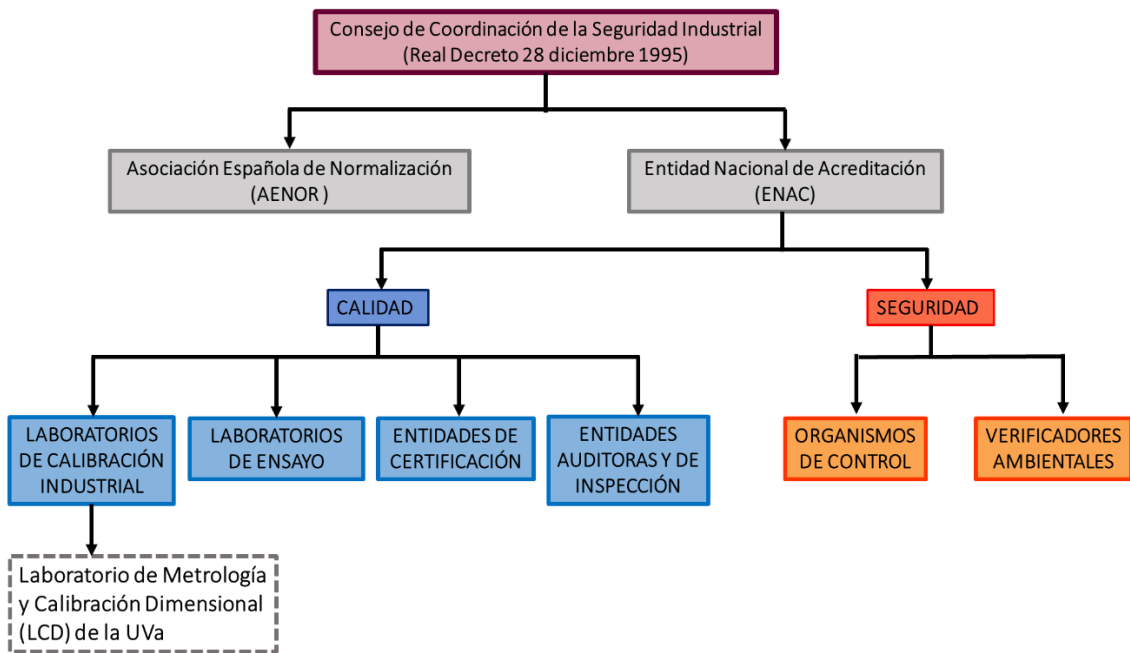 Consejo de Coordinación de la Seguridad Industrial
(Real Decreto 28 diciembre 1995)
Asociación Española de Normalización
(AENOR )
Entidad Nacional de Acreditación
(ENAC)
CALIDAD
SEGURIDAD
LABORATORIOS
DE CALIBRACIÓN
INDUSTRIAL
LABORATORIOS
DE ENSAYO
ENTIDADES DE
CERTIFICACIÓN
ENTIDADES
AUDITORAS Y DE
INSPECCIÓN
ORGANISMOS
DE CONTROL
VERIFICADORES
AMBIENTALES
Laboratorio de Metrología
y Calibración Dimensional
(LCD) de la UVa